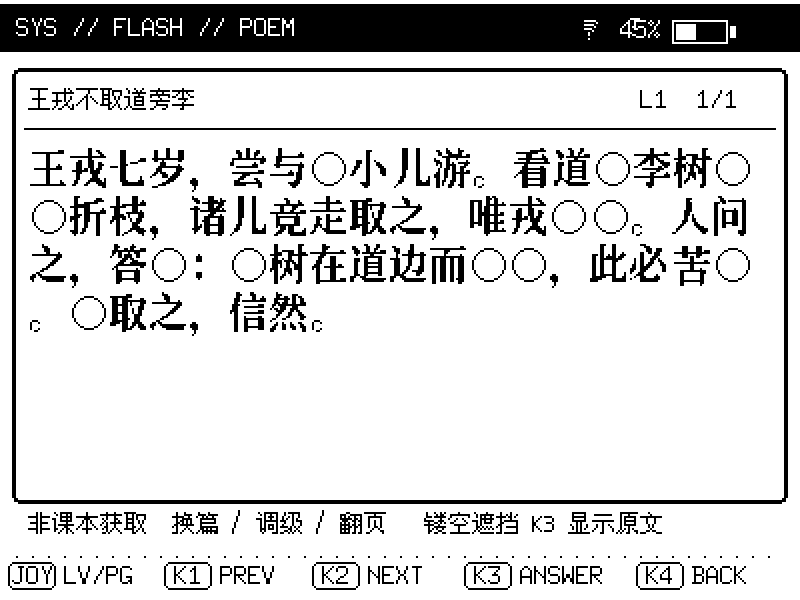 SYS // FLASH // POEM 45%
王戎不取道旁李 L1 1/1
王戎七岁，尝与○小儿游。看道○李树○
○折枝，诸儿竞走取之，唯戎○○。人问
之，答○：○树在道边而○○，此必苦○
。○取之，信然。
非课本获取 换篇 / 调级 / 翻页 镂空遮挡 K3 显示原文
JOY LV/PG K1 PREV K2 NEXT K3 ANSWER K4 BACK